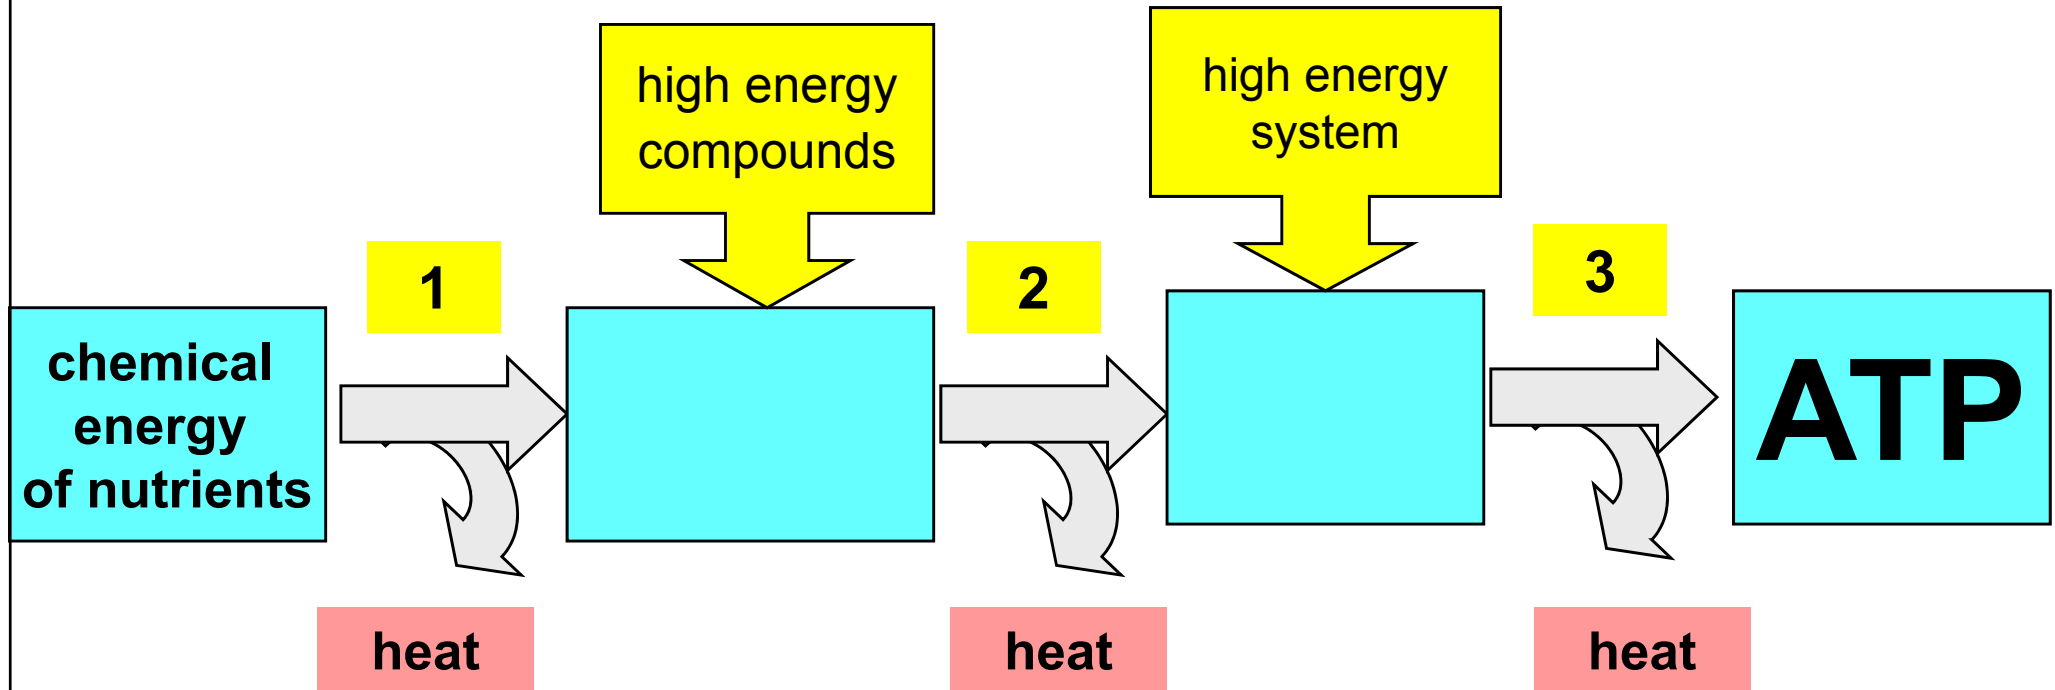 high energy
compounds
high energy
system
1
2
3
chemical
energy
of nutrients
ATP
heat
heat
heat